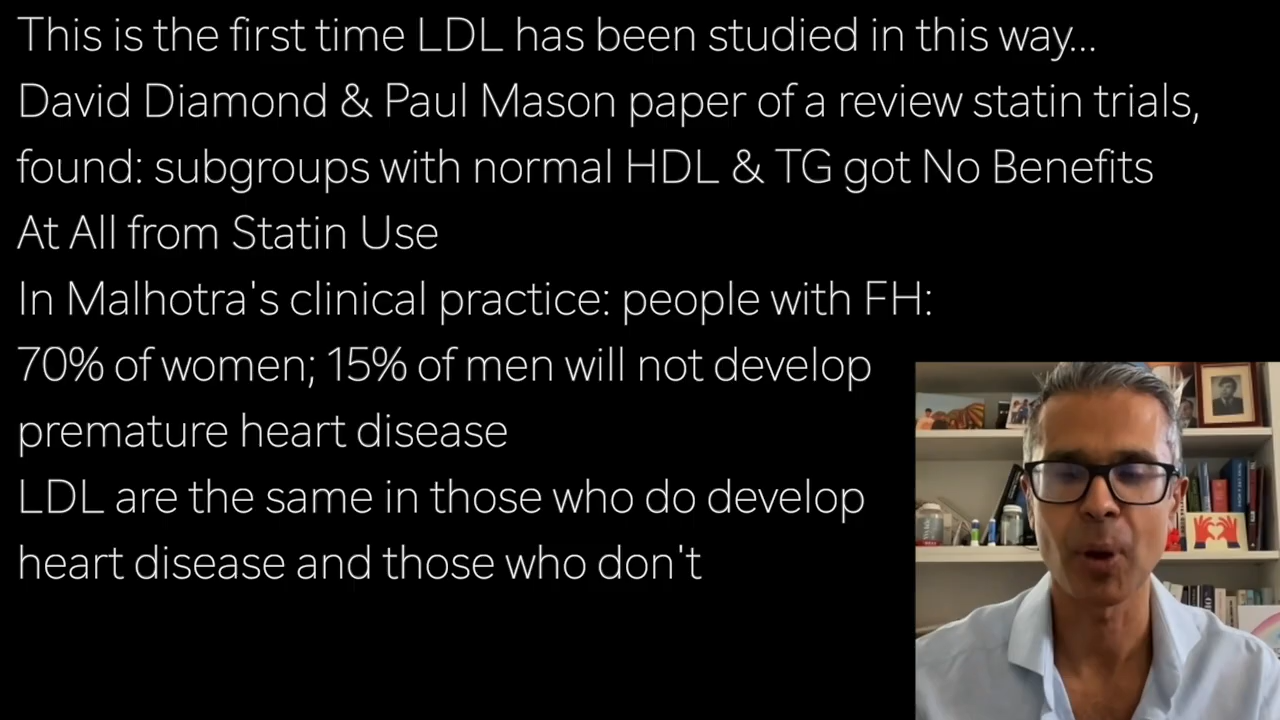 This is the first time LDL has been studied in this way...
David Diamond & Paul Mason paper of a review statin trials,
found: subgroups with normal HDL & TG got No Benefits
At All from Statin Use
In Malhotra's clinical practice: people with FH:
70% of women; 15% of men will not develop
premature heart disease
LDL are the same in those who do develop
heart disease and those who don't